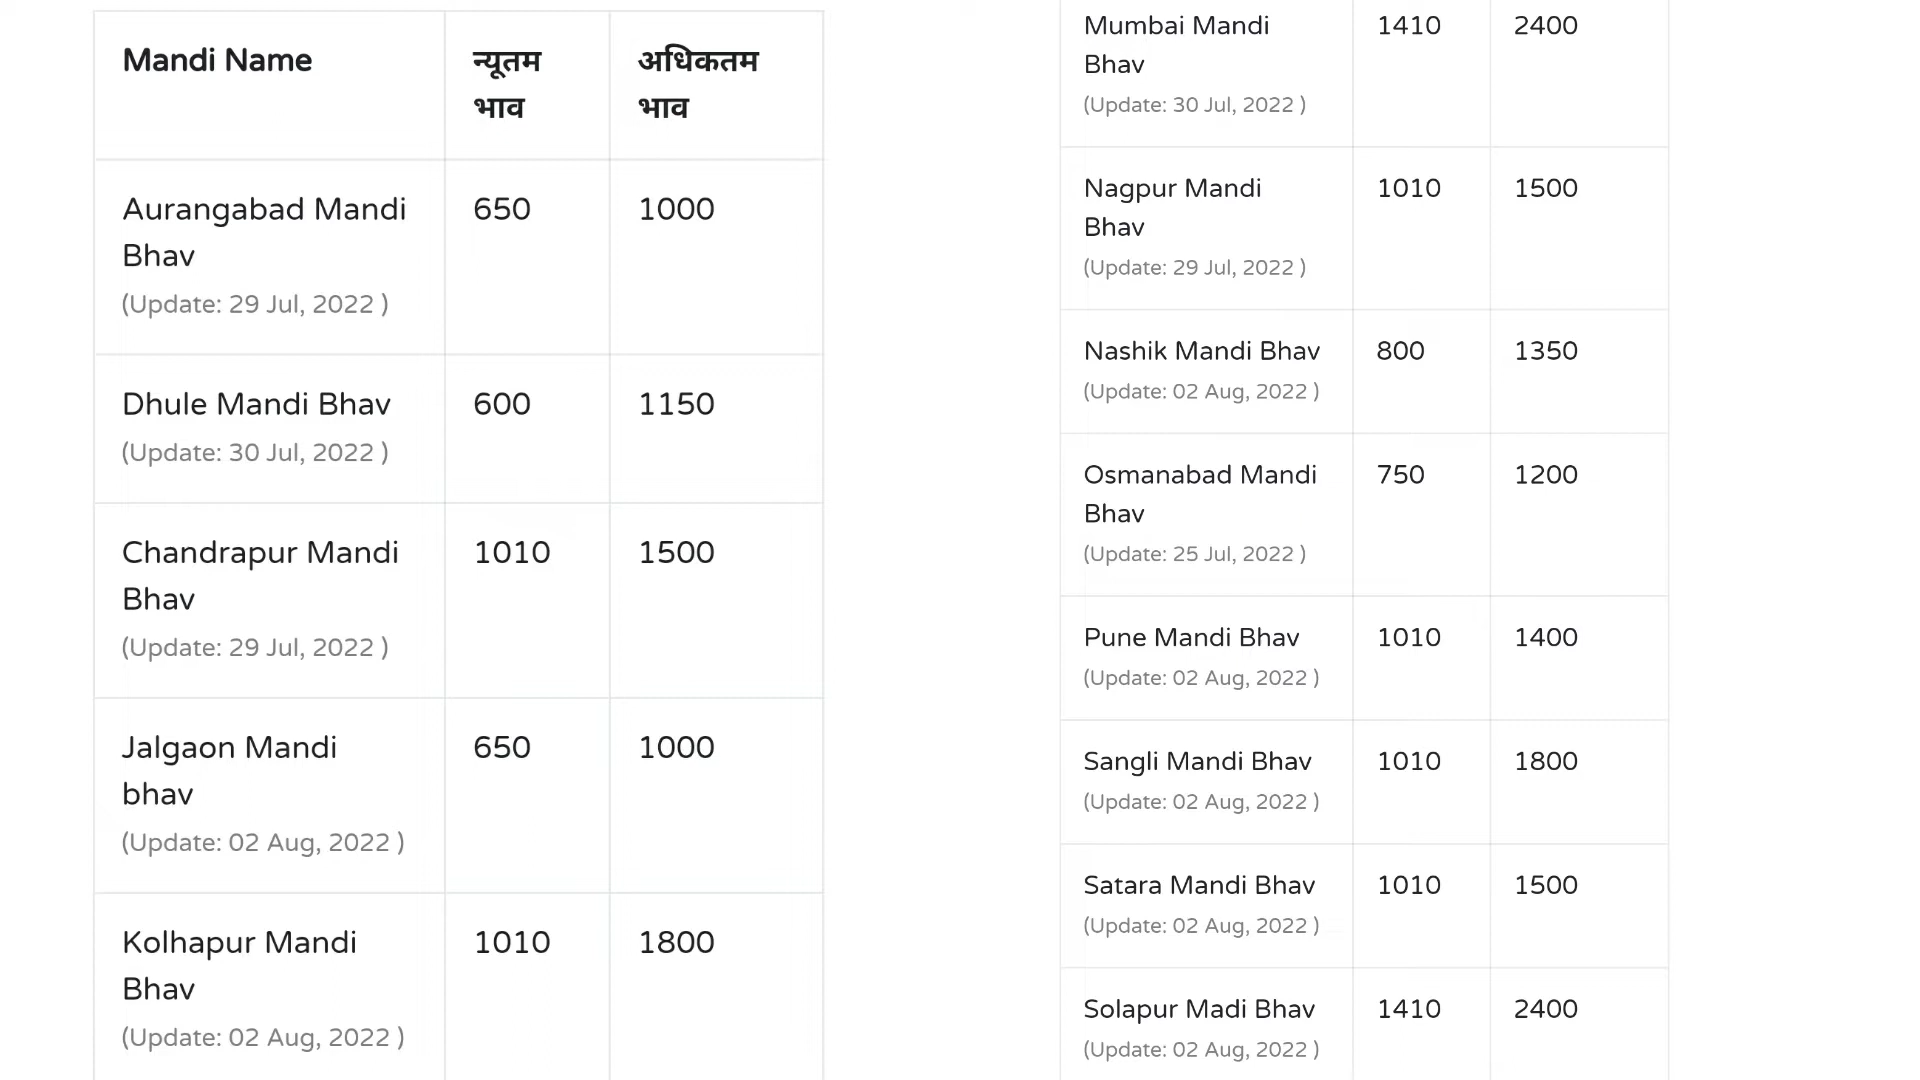 Mandi Name न्यूतम अधिकतम
भाव भाव
Aurangabad Mandi 650 1000
Bhav
(Update: 29 Jul, 2022 )
Dhule Mandi Bhav 600 1150
(Update: 30 Jul, 2022 )
Chandrapur Mandi 1010 1500
Bhav
(Update: 29 Jul, 2022 )
Jalgaon Mandi 650 1000
bhav
(Update: 02 Aug, 2022 )
Kolhapur Mandi 1010 1800
Bhav
(Update: 02 Aug, 2022 )
Mumbai Mandi 1410 2400
Bhav
(Update: 30 Jul, 2022 )
Nagpur Mandi 1010 1500
Bhav
(Update: 29 Jul, 2022 )
Nashik Mandi Bhav 800 1350
(Update: 02 Aug, 2022 )
Osmanabad Mandi 750 1200
Bhav
(Update: 25 Jul, 2022 )
Pune Mandi Bhav 1010 1400
(Update: 02 Aug, 2022 )
Sangli Mandi Bhav 1010 1800
(Update: 02 Aug, 2022 )
Satara Mandi Bhav 1010 1500
(Update: 02 Aug, 2022 )
Solapur Madi Bhav 1410 2400
(Update: 02 Aug, 2022 )